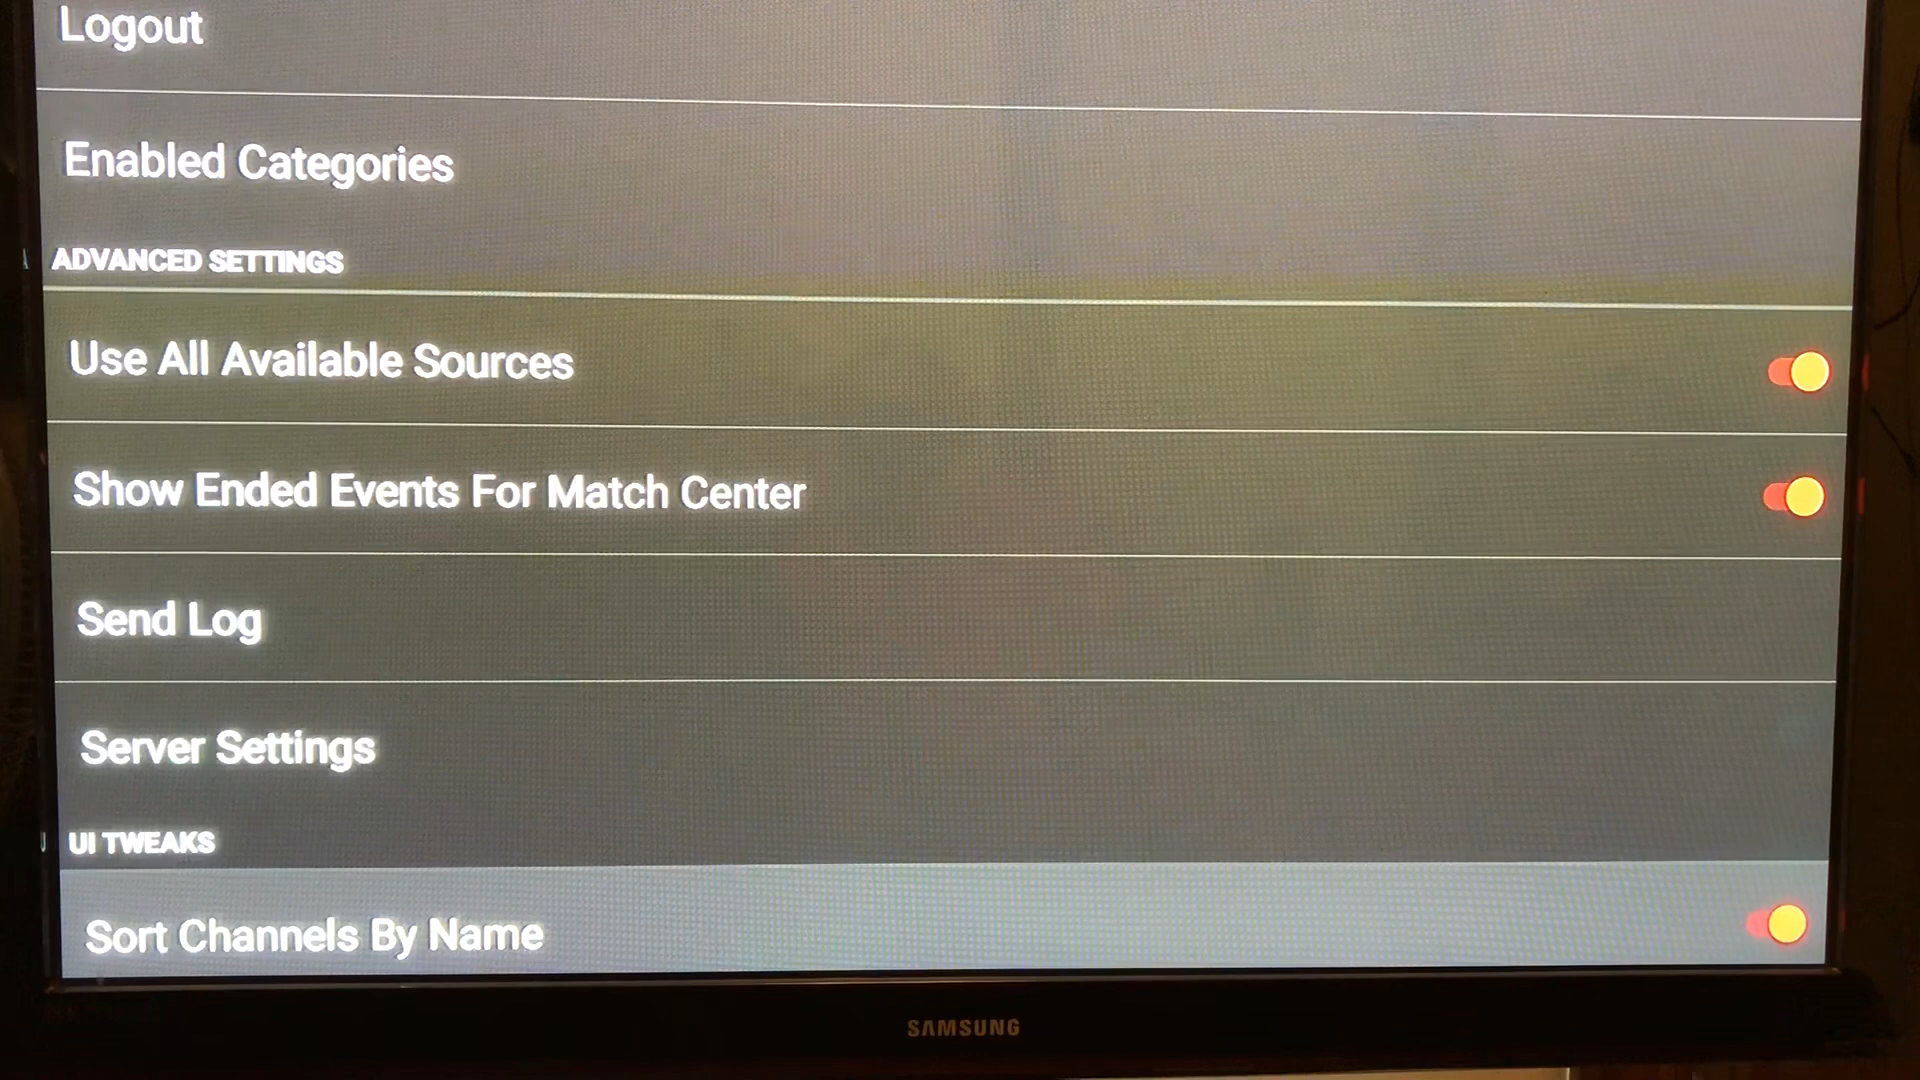 Logout
Enabled Categories
ADVANCED SETTINGS
Use All Available Sources
Show Ended Events For Match Center
Send Log
Server Settings
UI TWEAKS
Sort Channels By Name
SAMSUNG